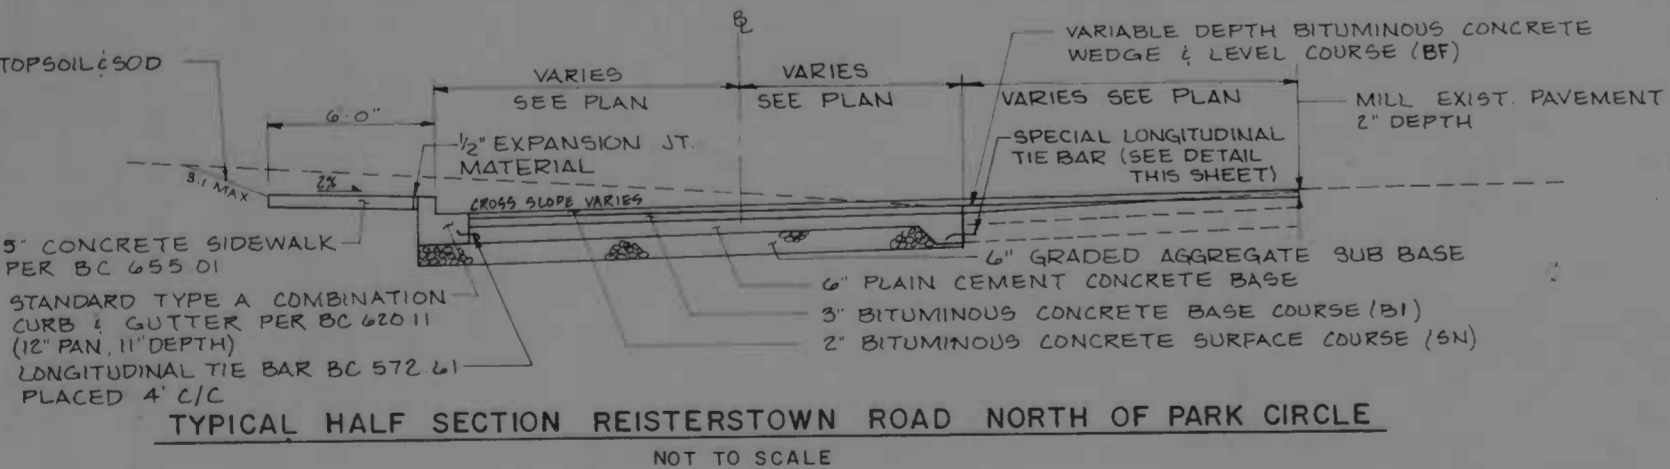 VARIABLE DEPTH BITUMINOUS CONCRETE
WEDGE & LEVEL COURSE (BF)
TOPSOIL & SOD
VARIES
SEE PLAN
VARIES
SEE PLAN
VARIES SEE PLAN
MILL EXIST. PAVEMENT
2" DEPTH
6'-0"
1/2" EXPANSION JT.
MATERIAL
SPECIAL LONGITUDINAL
TIE BAR (SEE DETAIL
THIS SHEET)
3:1 MAX
2%
CROSS SLOPE VARIES
5" CONCRETE SIDEWALK
PER BC 655 01
6" GRADED AGGREGATE SUB BASE
6" PLAIN CEMENT CONCRETE BASE
3" BITUMINOUS CONCRETE BASE COURSE (BI)
2" BITUMINOUS CONCRETE SURFACE COURSE (SN)
STANDARD TYPE A COMBINATION
CURB & GUTTER PER BC 620 11
(12" PAN, 11" DEPTH)
LONGITUDINAL TIE BAR BC 572.61
PLACED 4' C/C
TYPICAL HALF SECTION REISTERSTOWN ROAD NORTH OF PARK CIRCLE
NOT TO SCALE